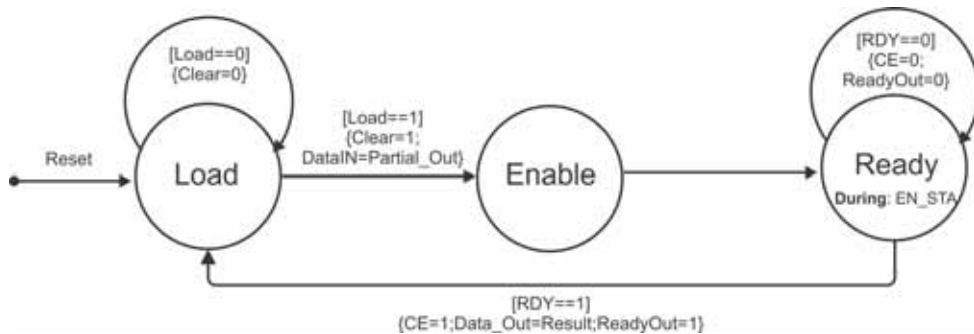 [Load==0]
{Clear=0}
[RDY==0]
{CE=0;
ReadyOut=0}
[Load==1]
{Clear=1;
DataIN=Partial_Out}
Reset
Load
Enable
Ready
During: EN_STA
[RDY==1]
{CE=1;Data_Out=Result;ReadyOut=1}